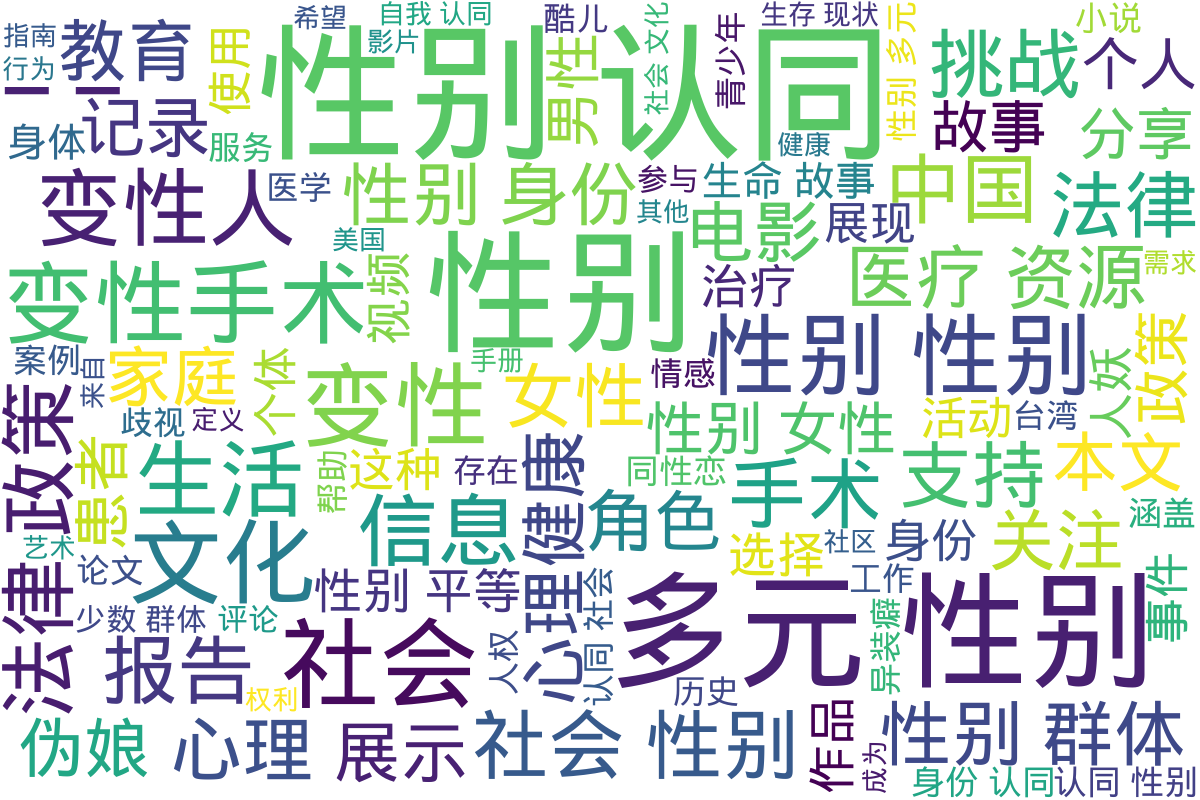 指南
行为
教育
使用
性别 认同
男性
希望
自我 认同
影片
酷儿
社会 文化
青少年
生存 现状
性别 多元
小说
挑战
个人
身体
记录
服务
健康
故事
分享
变性人
医学
性别 身份
参与
其他
生命 故事
中国
法律
美国
电影
展现
变性手术
视频
性别
治疗
医疗 资源
需求
案例
来自
家庭
个体
手册
变性
女性
情感
性别 性别
人妖
政策
法律 政策
歧视
定义
性别 女性
活动
台湾
患者
生活
帮助
这种
存在
心理 健康
同性恋
手术
支持
本文
艺术
论文
文化
信息
角色
选择
社区
身份
关注
涵盖
少数 群体
评论
性别 平等
人权
认同 社会
多元 性别
工作
异装癖
事件
报告
权利
社会
历史
伪娘
心理
展示
社会 性别
作品
成为
性别 群体
身份 认同
认同 性别